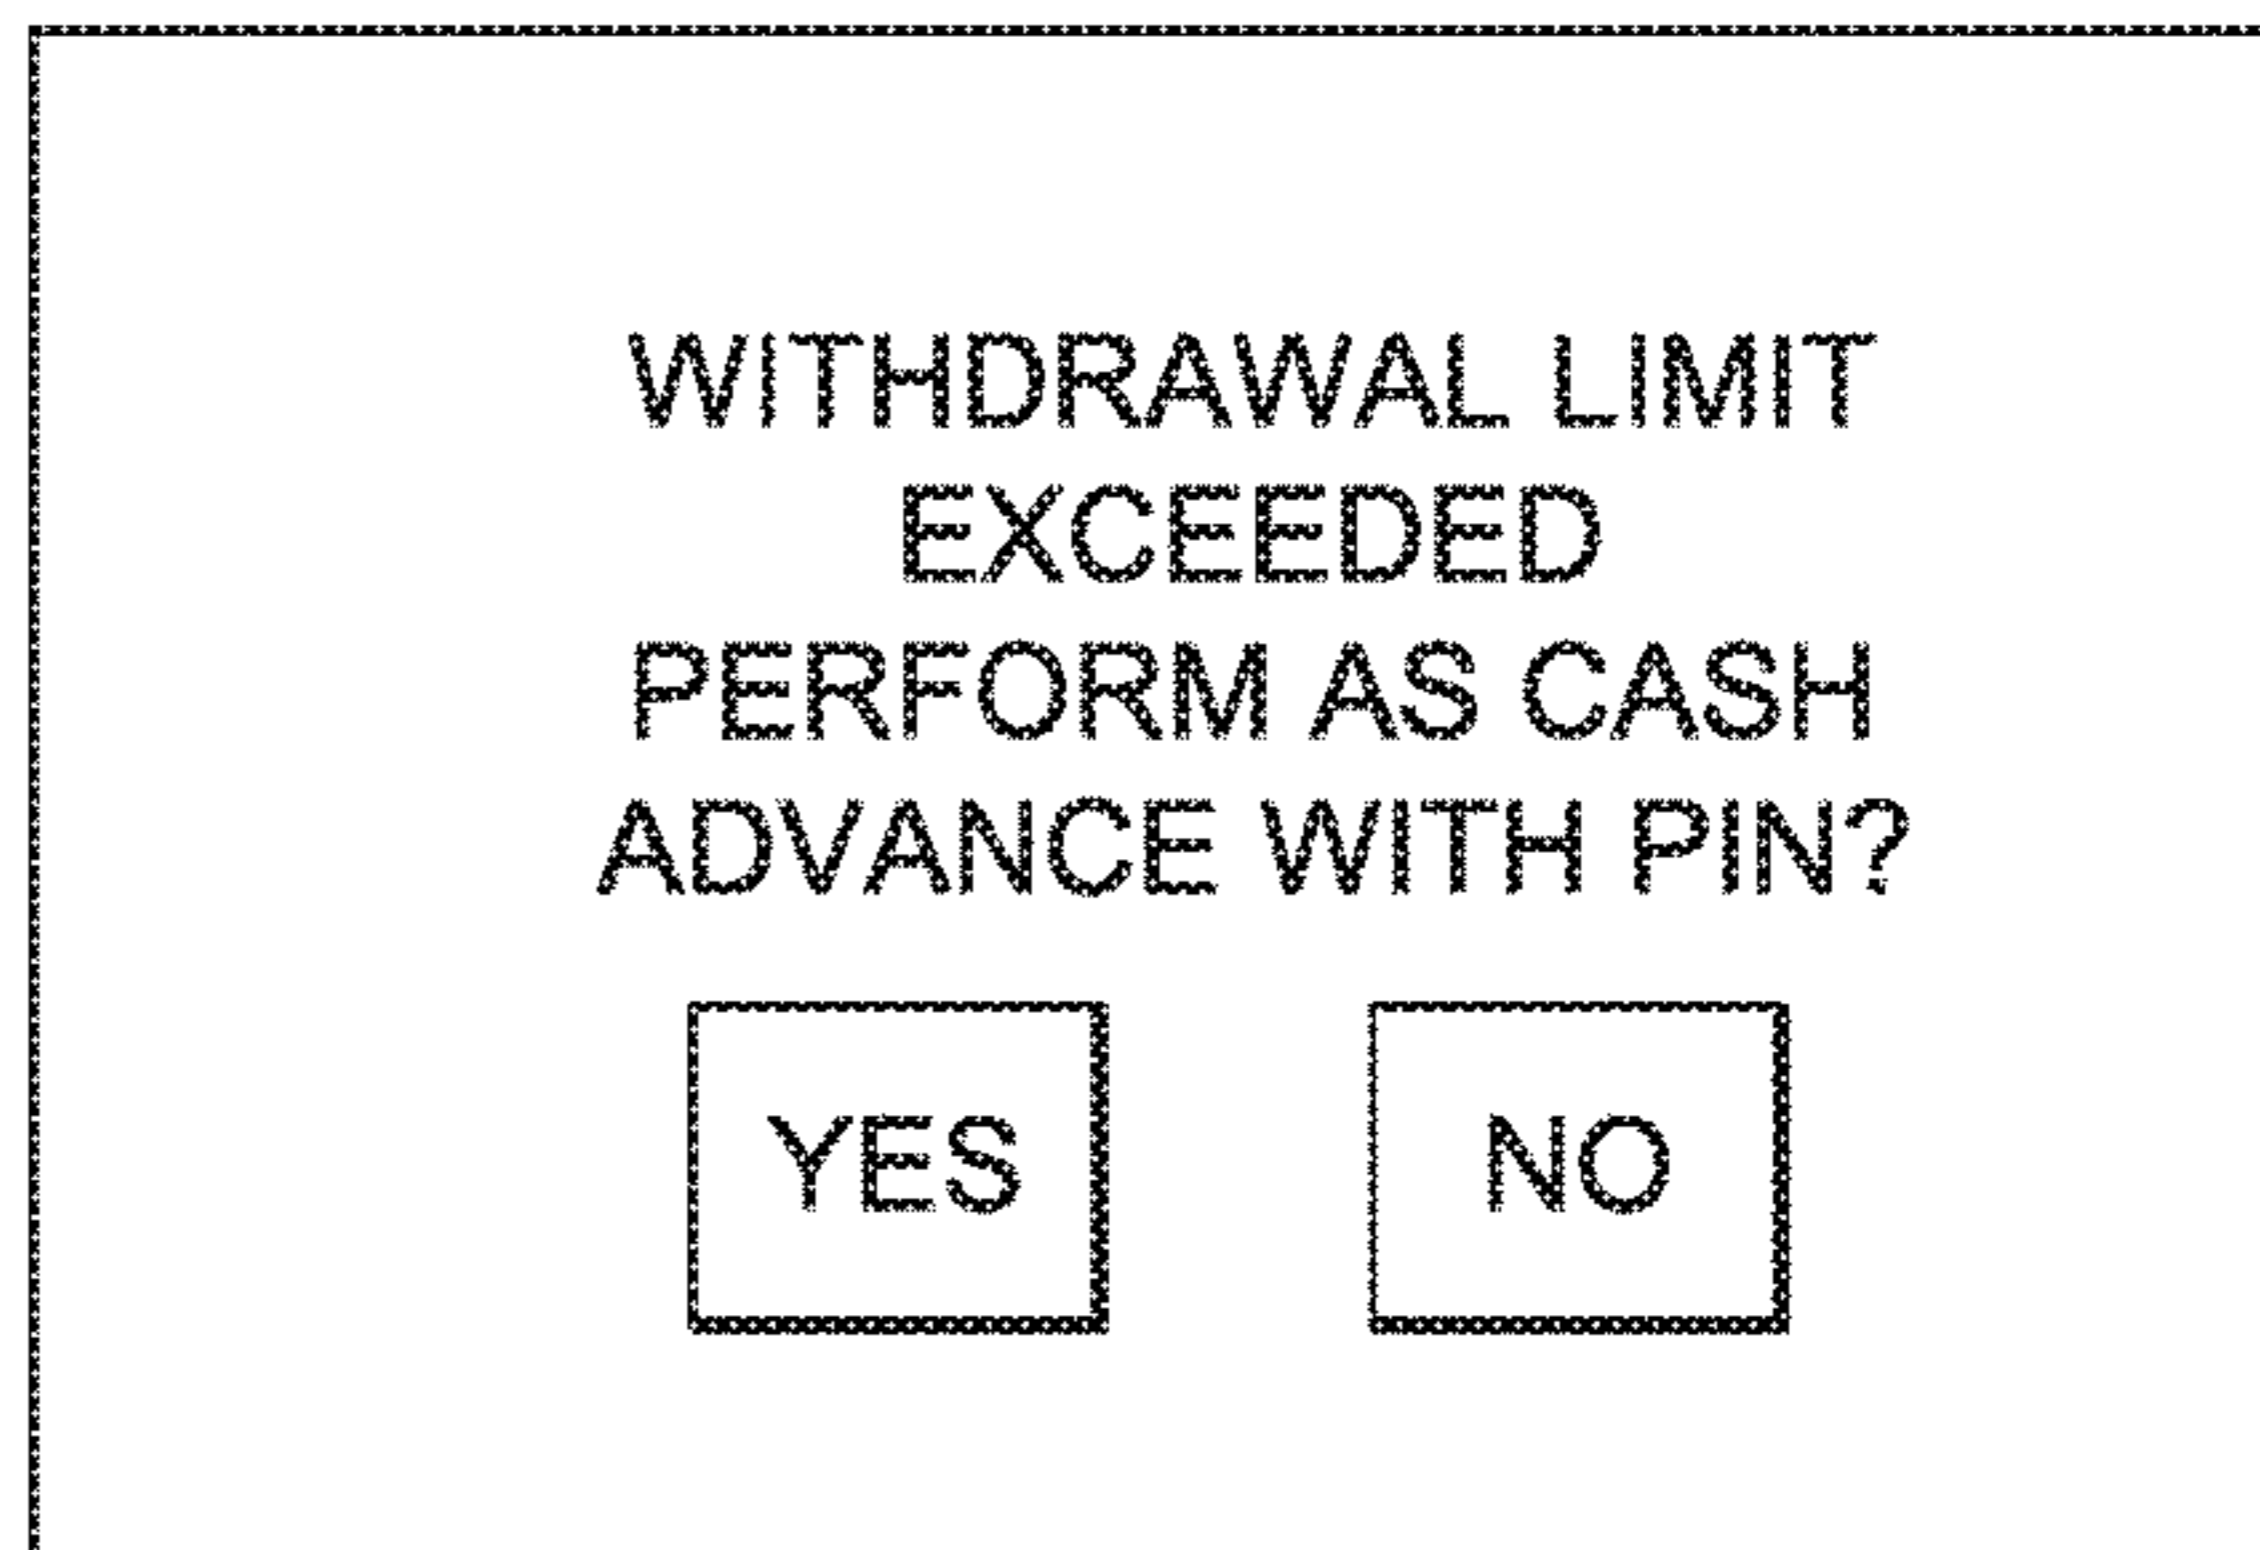 WITHDRAWAL LIMIT
EXCEEDED
PERFORM AS CASH
ADVANCE WITH PIN?
YES NO